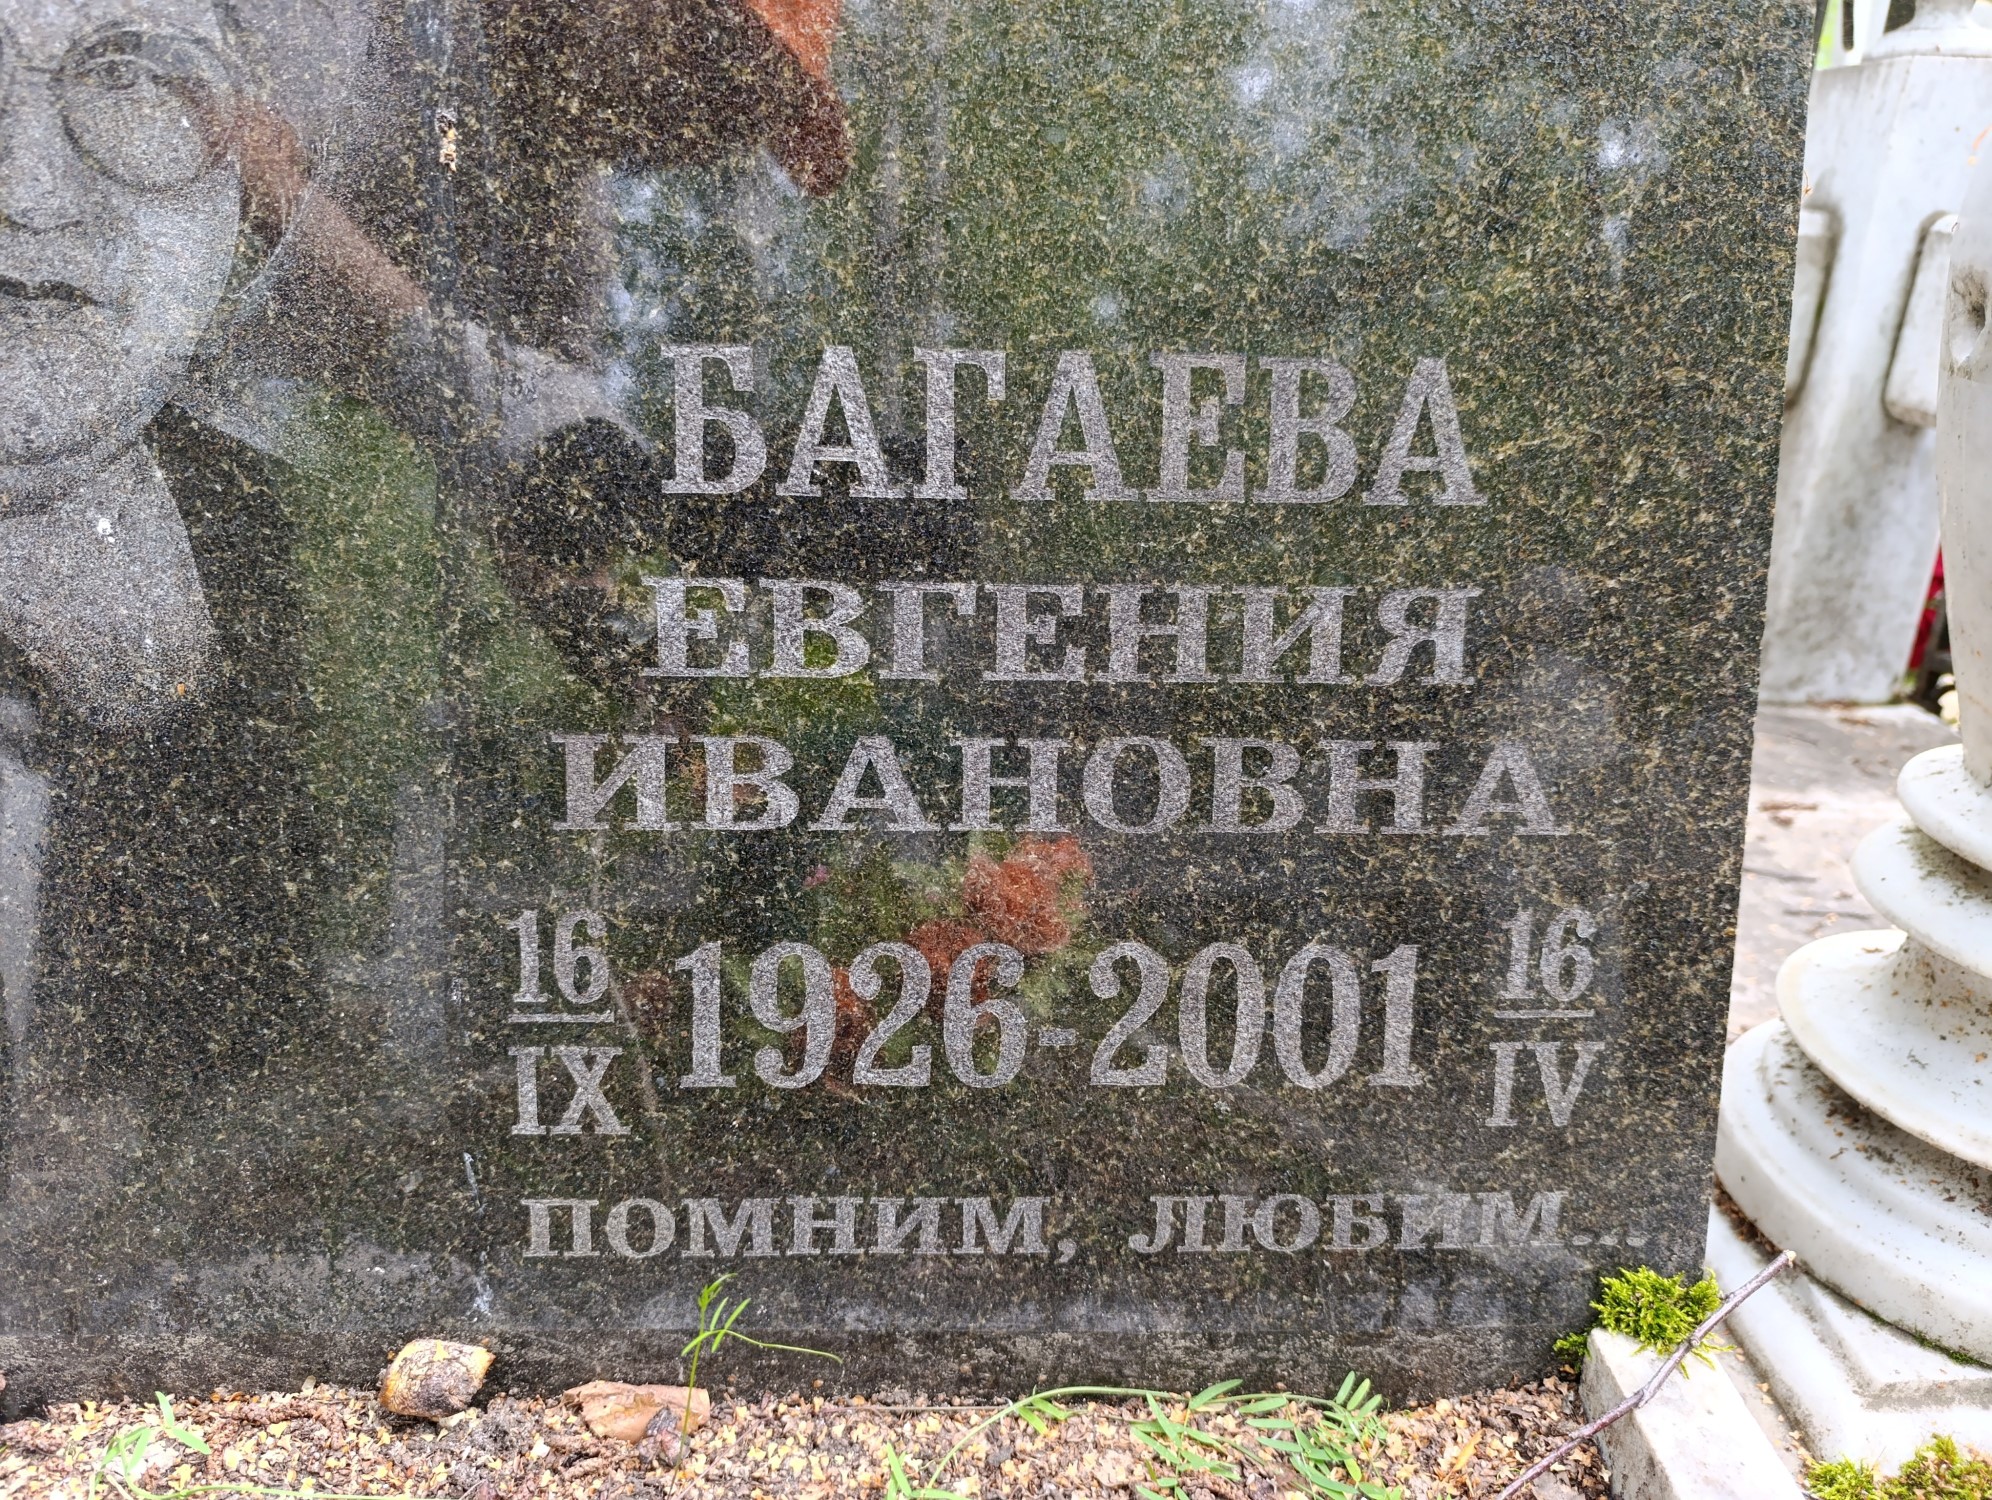 БАГАЕВА
ЕВГЕНИЯ
ИВАНОВНА
16/IX 1926-2001 16/IV
ПОМНИМ, ЛЮБИМ...